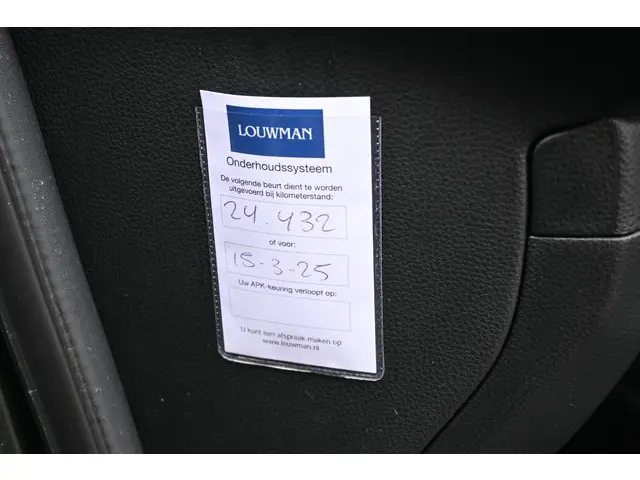 LOUWMAN
Onderhoudssysteem
De volgende beurt dient te worden
uitgevoerd bij kilometerstand:
24.432
of voor:
15-3-25
Uw APK-keuring verloopt op:
U kunt een afspraak maken op
www.louwman.nl